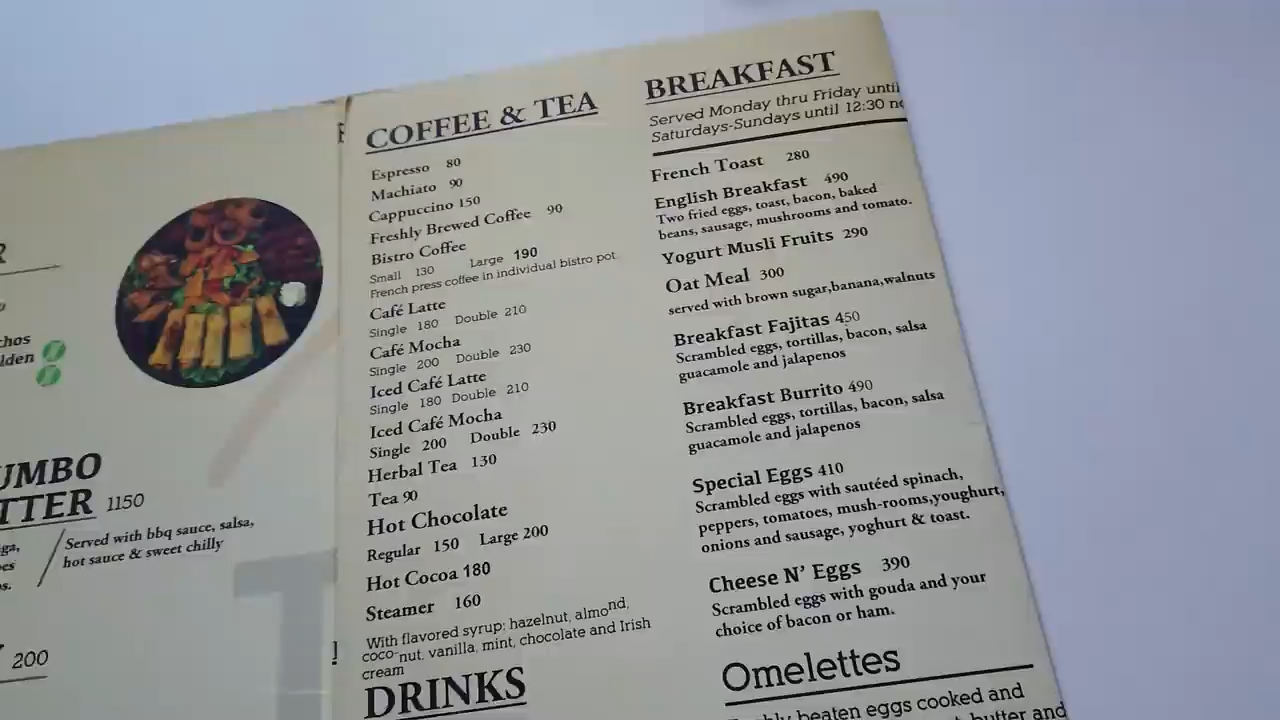 lden
UMBO
TTER 1150
Served with bbq sauce, salsa,
hot sauce & sweet chilly
200
COFFEE & TEA
Espresso 80
Machiato 90
Cappuccino 150
Freshly Brewed Coffee 90
Bistro Coffee
Small 130 Large 190
French press coffee in individual bistro pot
Café Latte
Single 180 Double 210
Café Mocha
Single 200 Double 230
Iced Café Latte
Single 180 Double 210
Iced Café Mocha
Single 200 Double 230
Herbal Tea 130
Tea 90
Hot Chocolate
Regular 150 Large 200
Hot Cocoa 180
Steamer 160
With flavored syrup; hazelnut, almond,
coco-nut, vanilla, mint, chocolate and Irish
cream
DRINKS
BREAKFAST
Served Monday thru Friday until
Saturdays-Sundays until 12:30
French Toast 280
English Breakfast 490
Two fried eggs, toast, bacon, baked
beans, sausage, mushrooms and tomato.
Yogurt Musli Fruits 290
Oat Meal 300
served with brown sugar,banana,walnuts
Breakfast Fajitas 450
Scrambled eggs, tortillas, bacon, salsa
guacamole and jalapenos
Breakfast Burrito 490
Scrambled eggs, tortillas, bacon, salsa
guacamole and jalapenos
Special Eggs 410
Scrambled eggs with sautéed spinach,
peppers, tomatoes, mush-rooms,youghurt,
onions and sausage, yoghurt & toast.
Cheese N' Eggs 390
Scrambled eggs with gouda and your
choice of bacon or ham.
Omelettes
beaten eggs cooked and
butter and